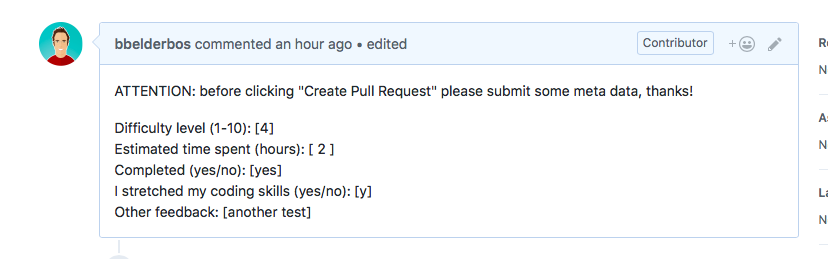 bbelderbos commented an hour ago • edited
Contributor
ATTENTION: before clicking "Create Pull Request" please submit some meta data, thanks!
Difficulty level (1-10): [4]
Estimated time spent (hours): [ 2 ]
Completed (yes/no): [yes]
I stretched my coding skills (yes/no): [y]
Other feedback: [another test]